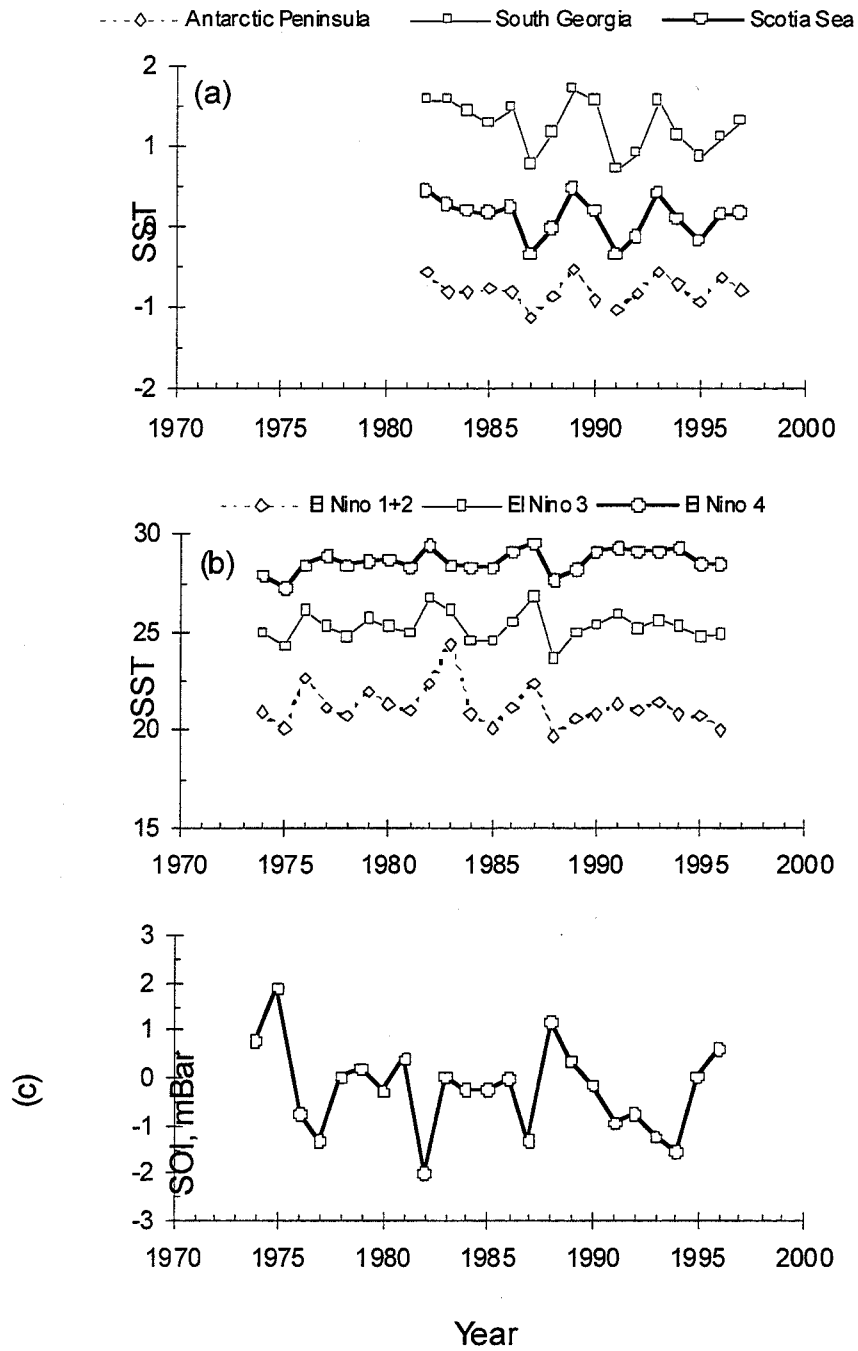 Antarctic Peninsula South Georgia Scotia Sea
(a)
SST
2
1
0
-1
-2
1970 1975 1980 1985 1990 1995 2000
El Nino 1+2 El Nino 3 El Nino 4
(b)
SST
30
25
20
15
1970 1975 1980 1985 1990 1995 2000
(c)
SOI, mBar
3
2
1
0
-1
-2
-3
1970 1975 1980 1985 1990 1995 2000
Year